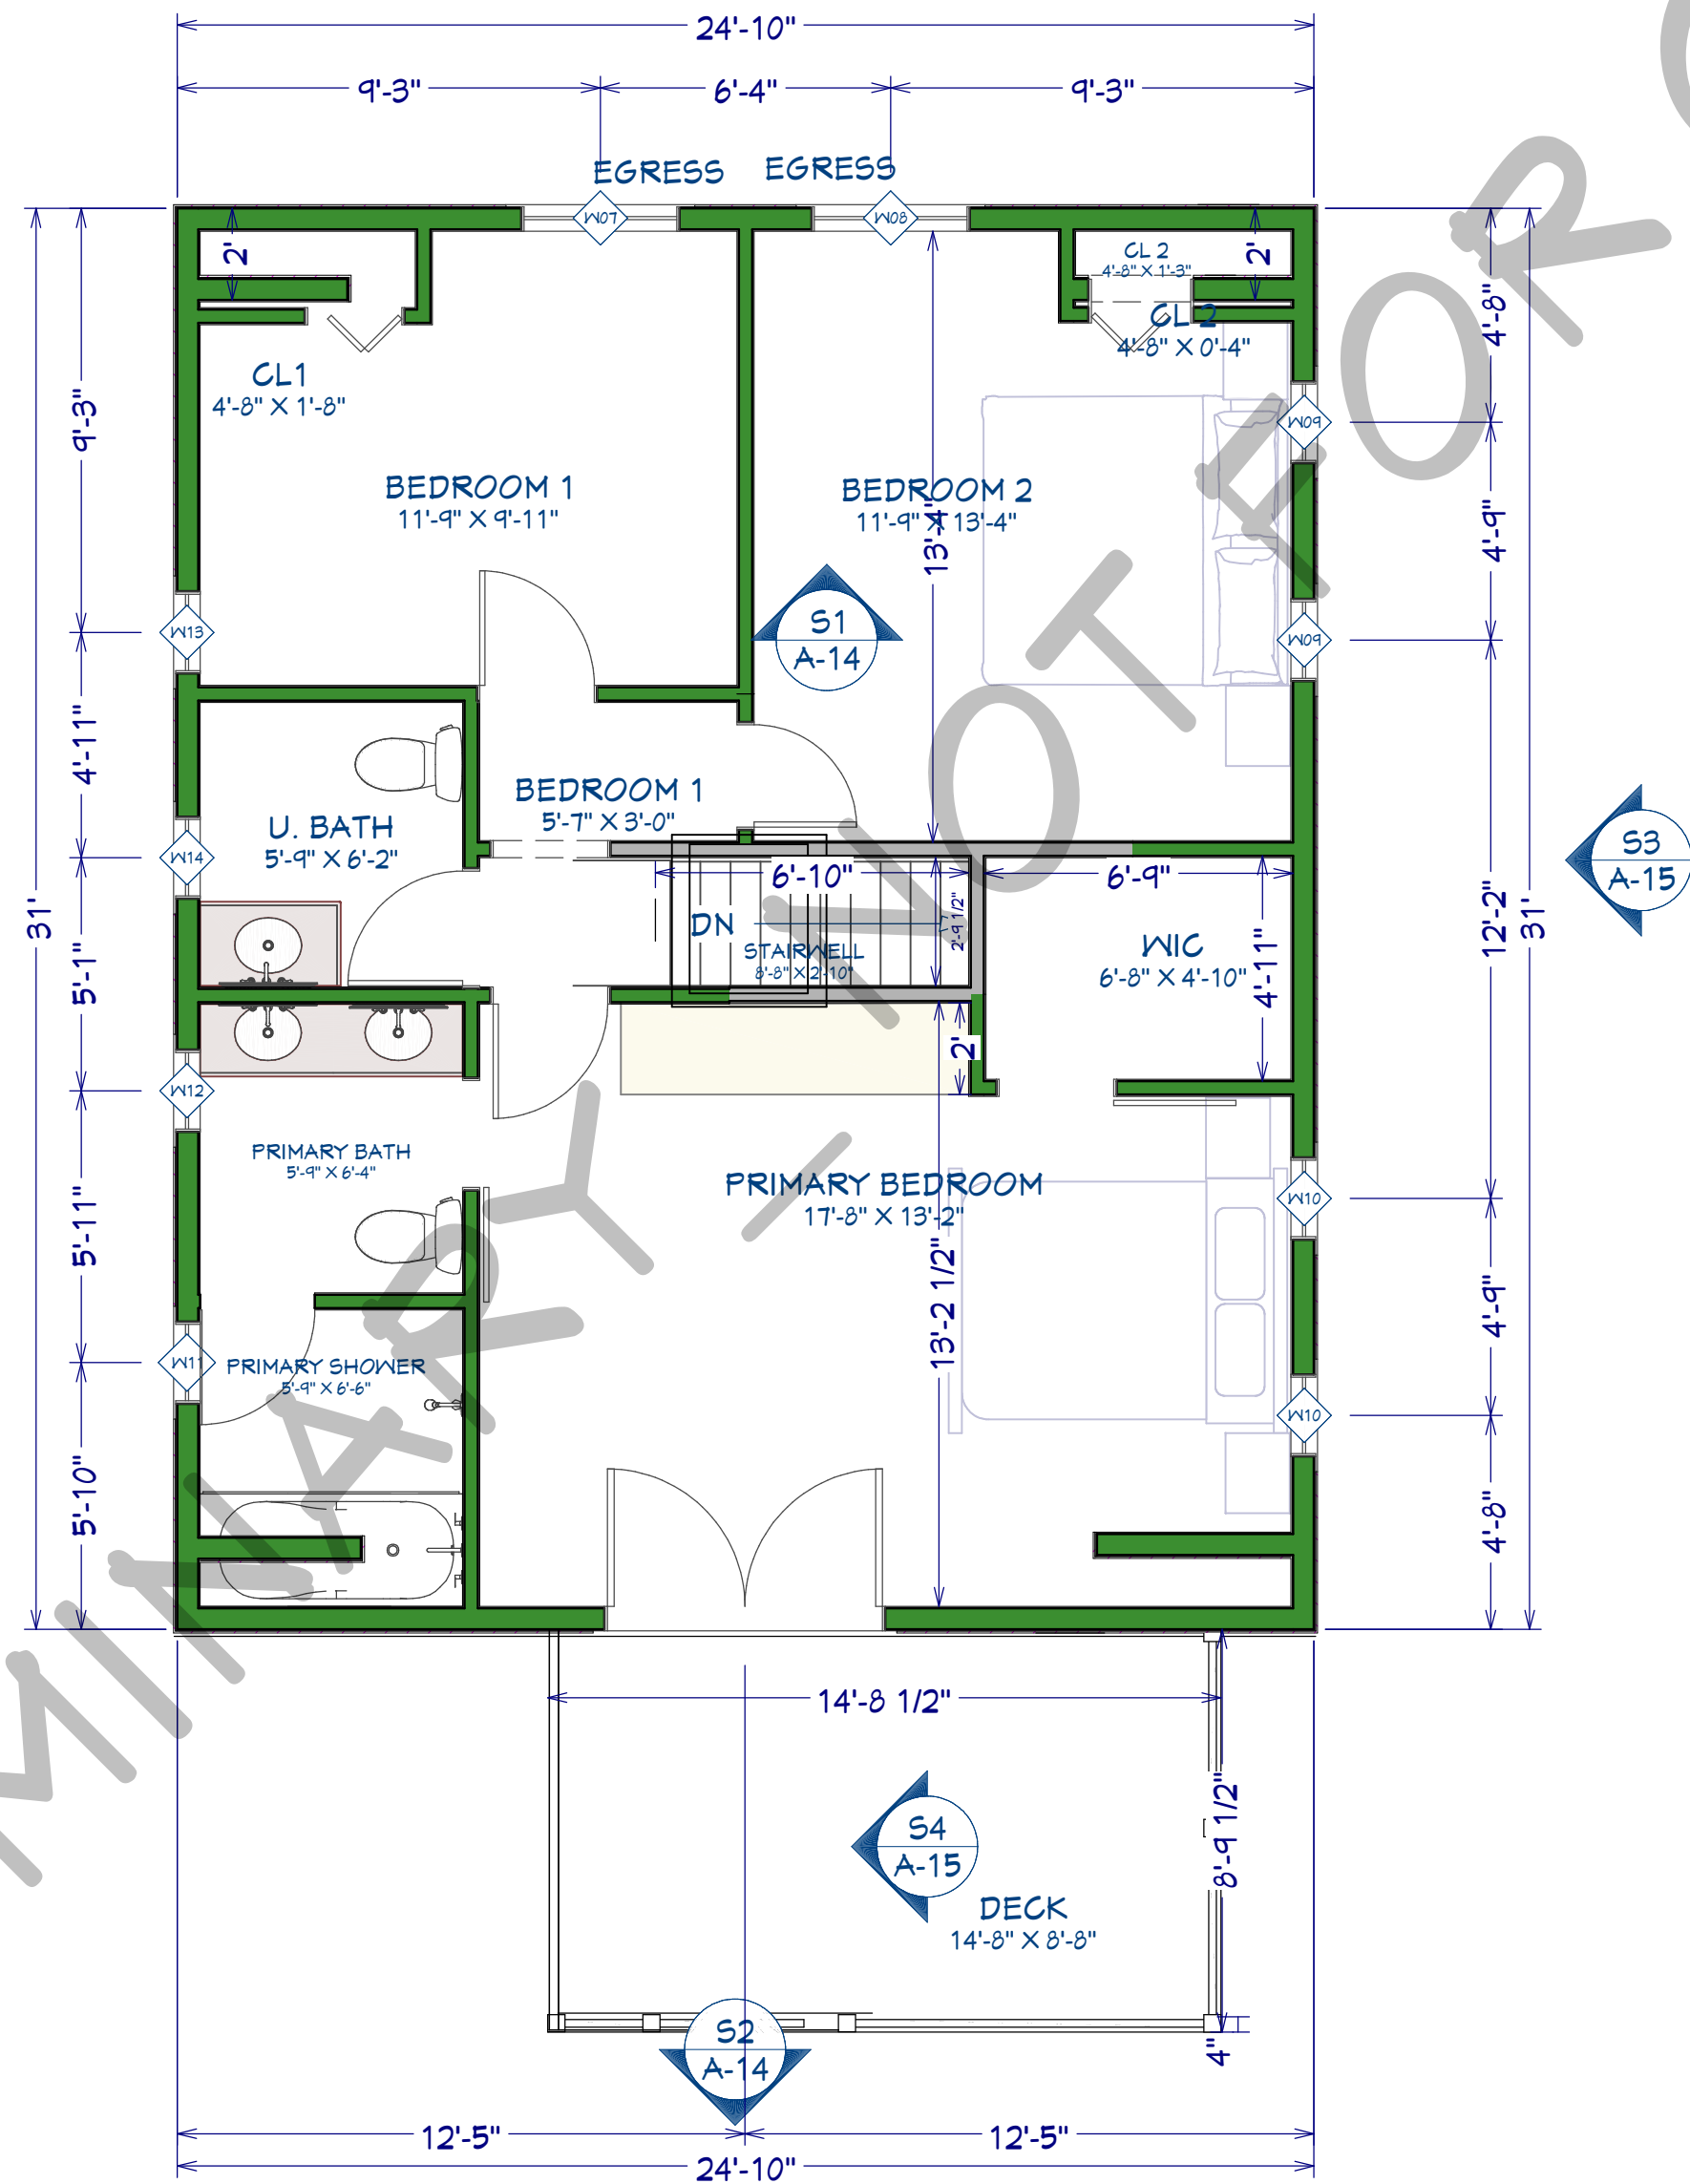 24'-10"
9'-3"
6'-4"
9'-3"
EGRESS EGRESS
W07
W08
2'
CL 2
4'-8" X 1'-3"
2'
CL 2
4'-8" X 0'-4"
4'-8"
CL1
4'-8" X 1'-8"
9'-3"
W09
BEDROOM 1
11'-9" X 9'-11"
BEDROOM 2
11'-9" X 13'-4"
13'-4"
4'-9"
W13
S1
A-14
W09
4'-11"
BEDROOM 1
5'-7" X 3'-0"
U. BATH
5'-9" X 6'-2"
W14
S3
A-15
6'-10"
6'-9"
31'
DN
2'-9 1/2"
STAIRWELL
8'-8" X 2'-10"
WIC
6'-8" X 4'-10"
4'-11"
12'-2"
31'
5'-1"
2'
W12
PRIMARY BATH
5'-9" X 6'-4"
PRIMARY BEDROOM
17'-8" X 13'-2"
W10
5'-11"
13'-2 1/2"
4'-9"
W11
PRIMARY SHOWER
5'-9" X 6'-6"
W10
5'-10"
4'-8"
14'-8 1/2"
8'-9 1/2"
S4
A-15
DECK
14'-8" X 8'-8"
S2
A-14
4"
12'-5"
12'-5"
24'-10"
MINARY - NOT FOR